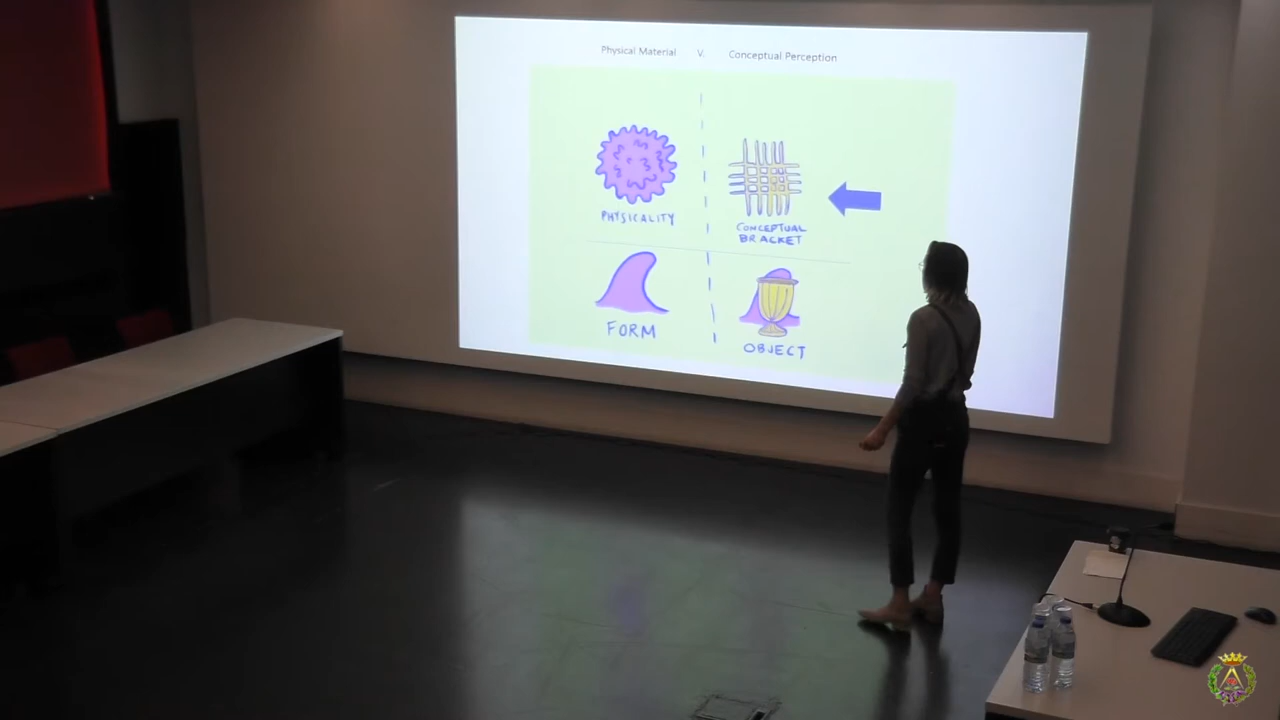 Physical Material V. Conceptual Perception
PHYSICALITY
CONCEPTUAL
BRACKET
FORM
OBJECT